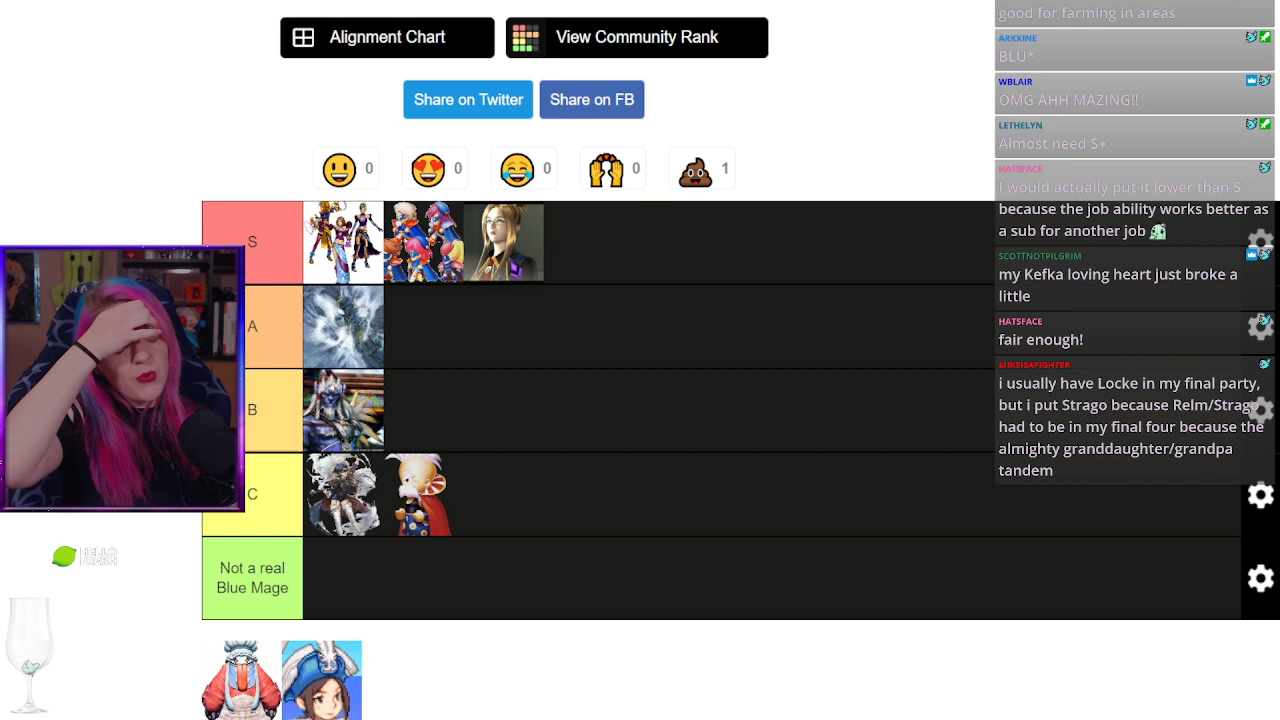 Alignment Chart
View Community Rank
Share on Twitter
Share on FB
0
0
0
0
1
S
A
B
C
Not a real
Blue Mage
HELLO
FRESH
good for farming in areas
ARKXINE
BLU*
WBLAIR
OMG AHH MAZING!!
LETHELYN
Almost need S+
HATSFACE
I would actually put it lower than S
because the job ability works better as
a sub for another job
SCOTTNOTPILGRIM
my Kefka loving heart just broke a
little
HATSFACE
fair enough!
MIKEISAFIGHTER
i usually have Locke in my final party,
but i put Strago because Relm/Strago
had to be in my final four because the
almighty granddaughter/grandpa
tandem